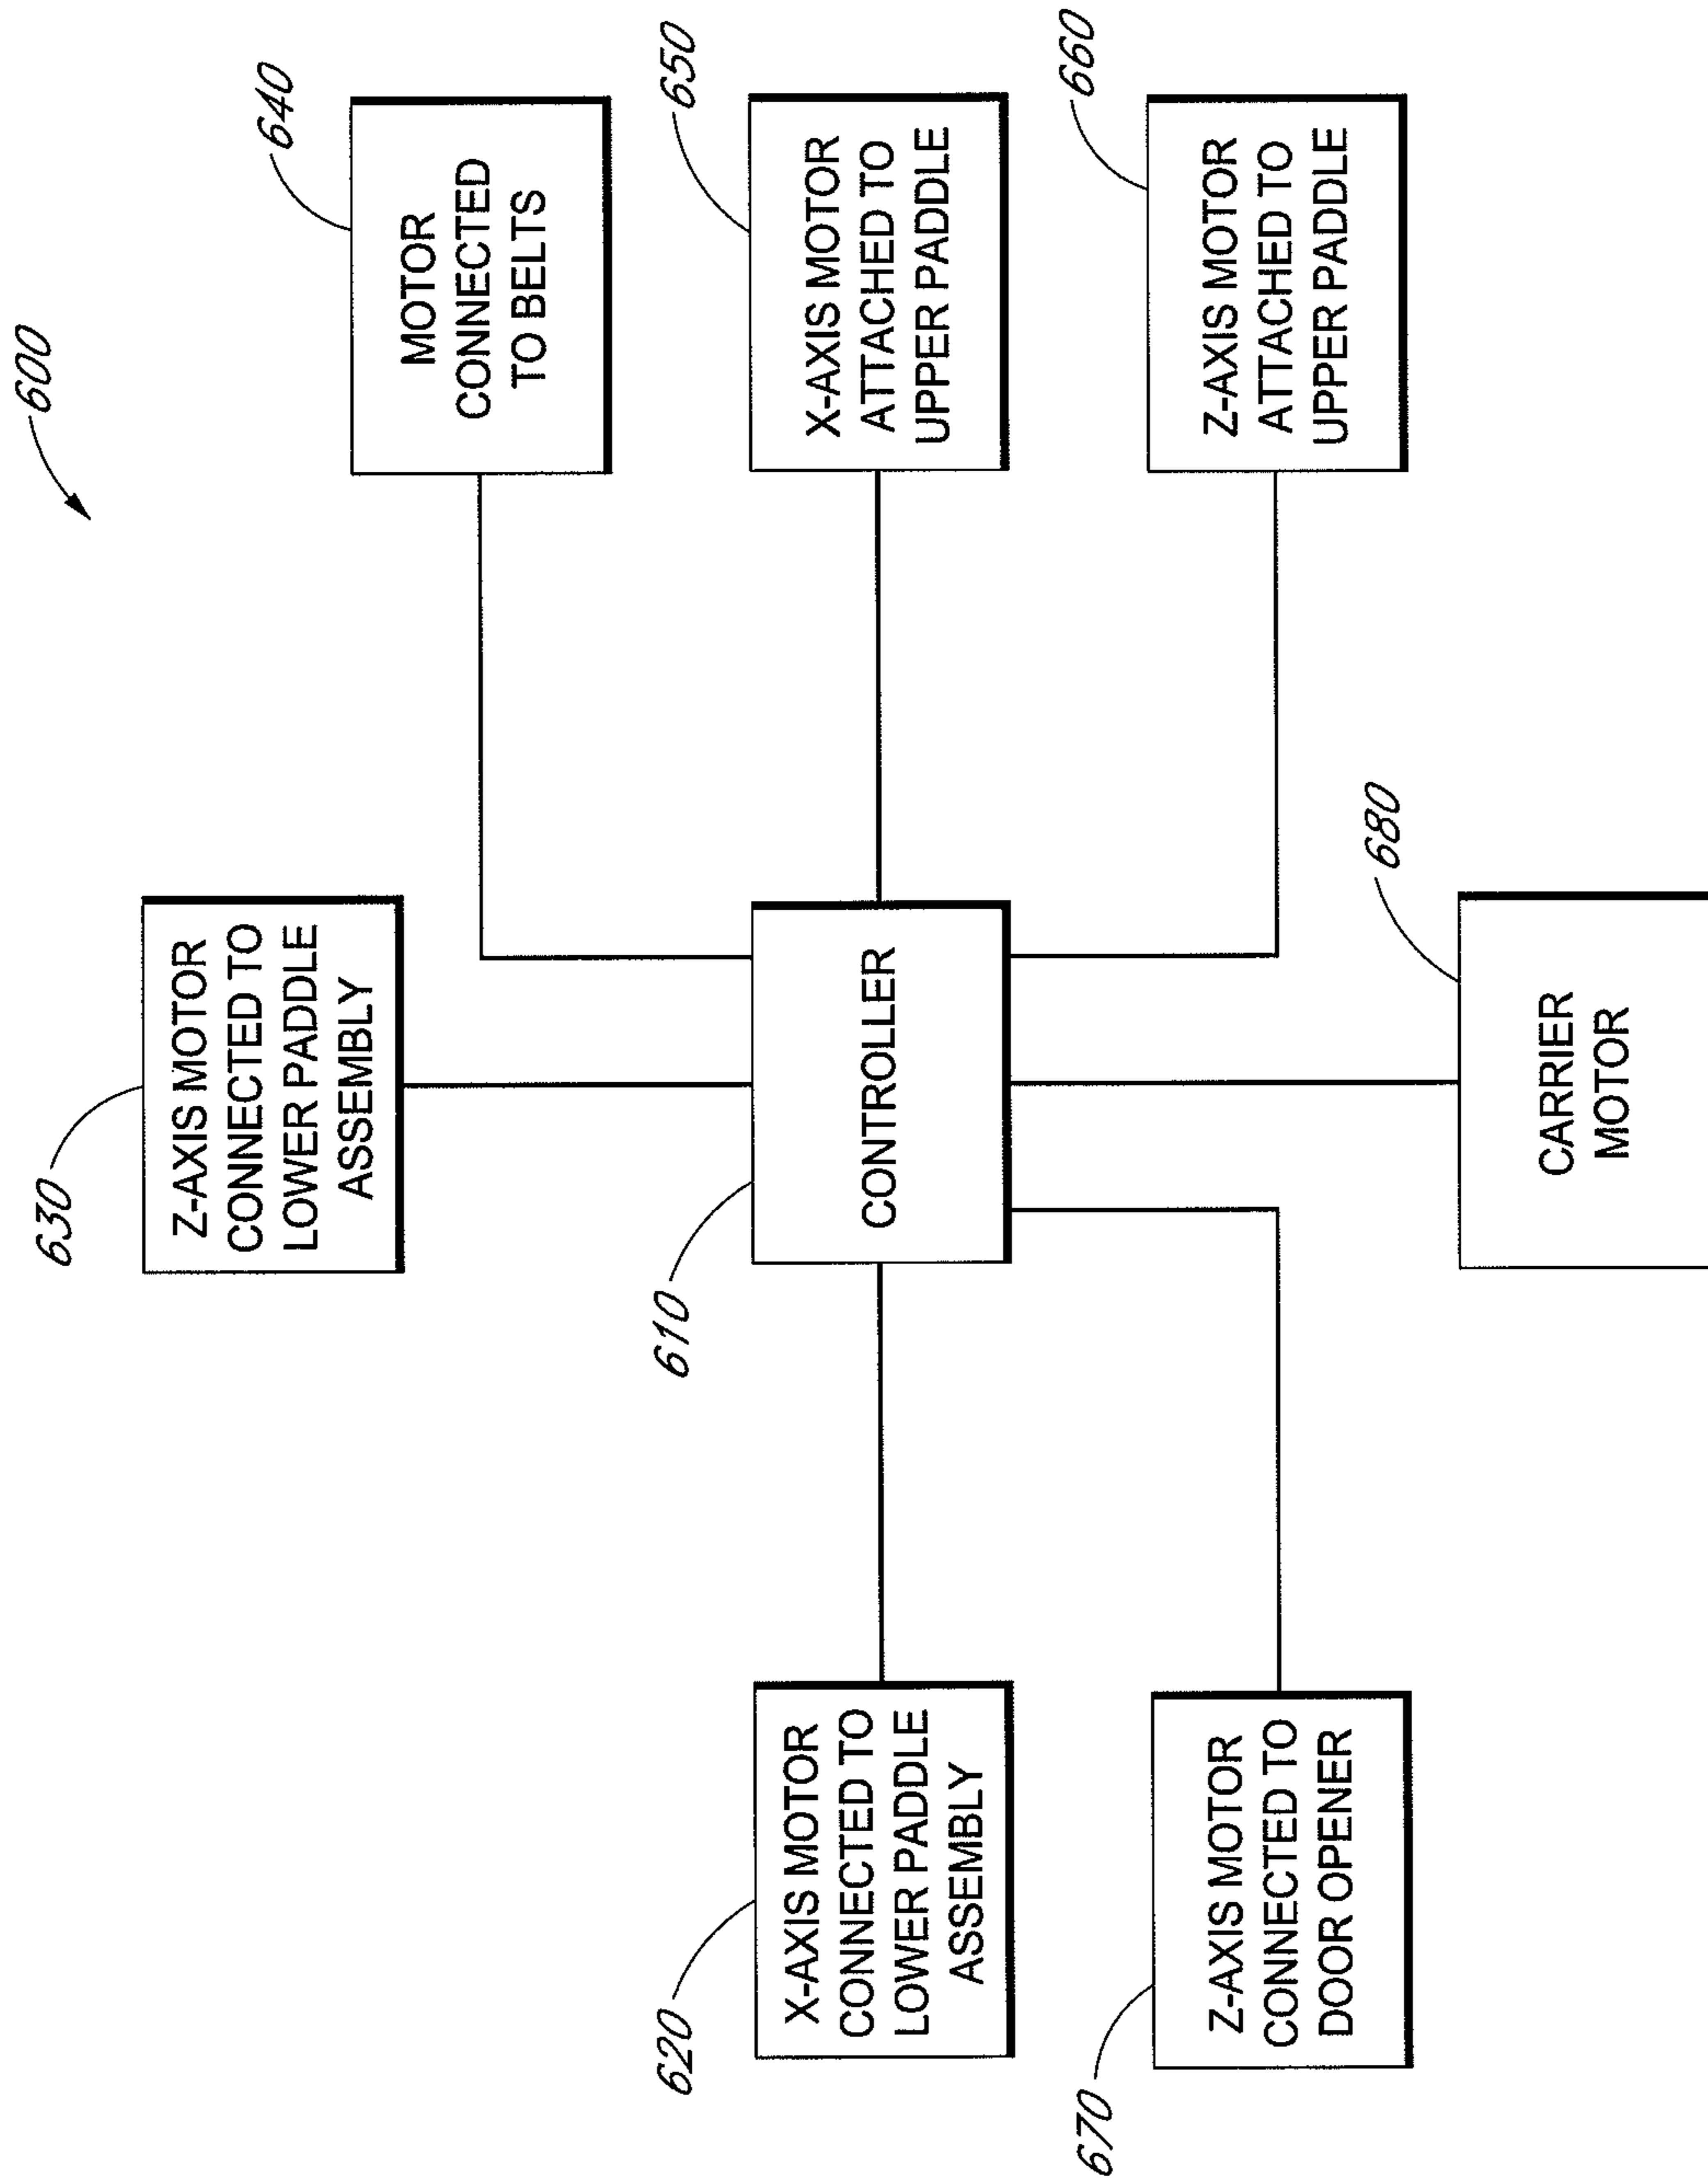 600
630
Z-AXIS MOTOR
CONNECTED TO
LOWER PADDLE
ASSEMBLY
640
MOTOR
CONNECTED
TO BELTS
620
X-AXIS MOTOR
CONNECTED TO
LOWER PADDLE
ASSEMBLY
610
CONTROLLER
650
X-AXIS MOTOR
ATTACHED TO
UPPER PADDLE
670
Z-AXIS MOTOR
CONNECTED TO
DOOR OPENER
680
CARRIER
MOTOR
660
Z-AXIS MOTOR
ATTACHED TO
UPPER PADDLE